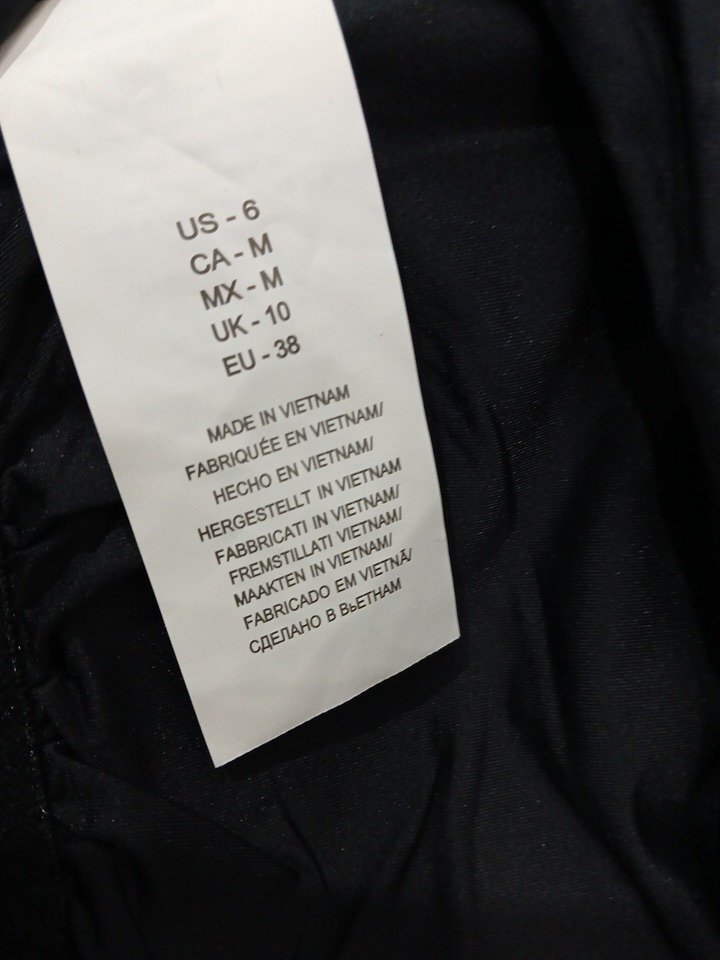 US - 6
CA - M
MX - M
UK - 10
EU - 38
MADE IN VIETNAM
FABRIQUÉE EN VIETNAM/
HECHO EN VIETNAM/
HERGESTELLT IN VIETNAM
FABBRICATI IN VIETNAM/
FREMSTILLATI VIETNAM/
MAAKTEN IN VIETNAM/
FABRICADO EM VIETNÃ/
СДЕЛАНО В ВЬЕТНАМ